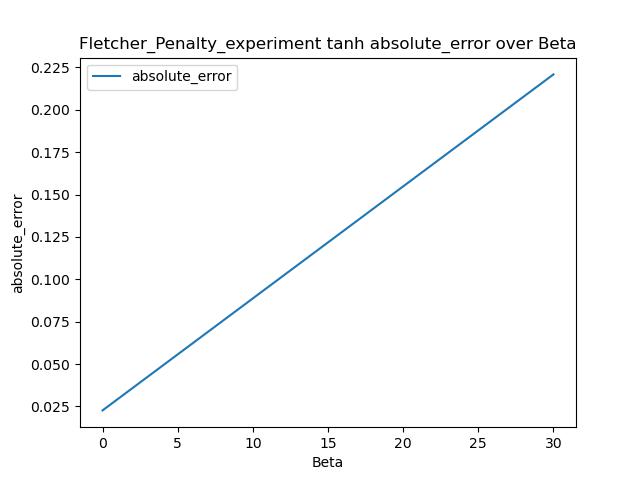 Fletcher_Penalty_experiment tanh absolute_error over Beta
absolute_error
0.225
0.200
0.175
0.150
0.125
0.100
0.075
0.050
0.025
absolute_error
0 5 10 15 20 25 30
Beta